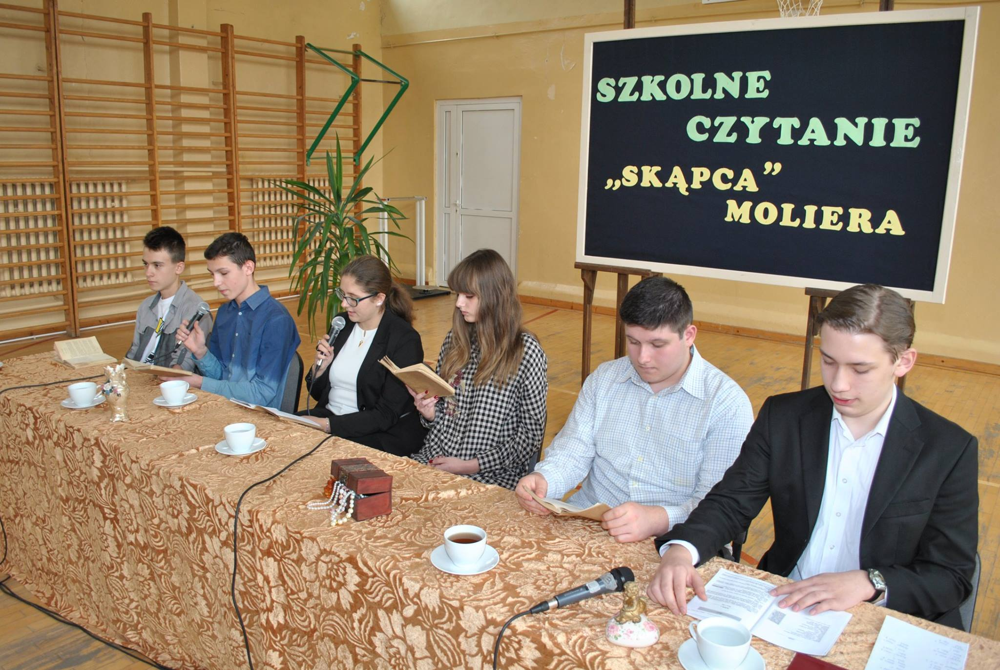 SZKOLNE
CZYTANIE
„SKĄPCA”
MOLIERA